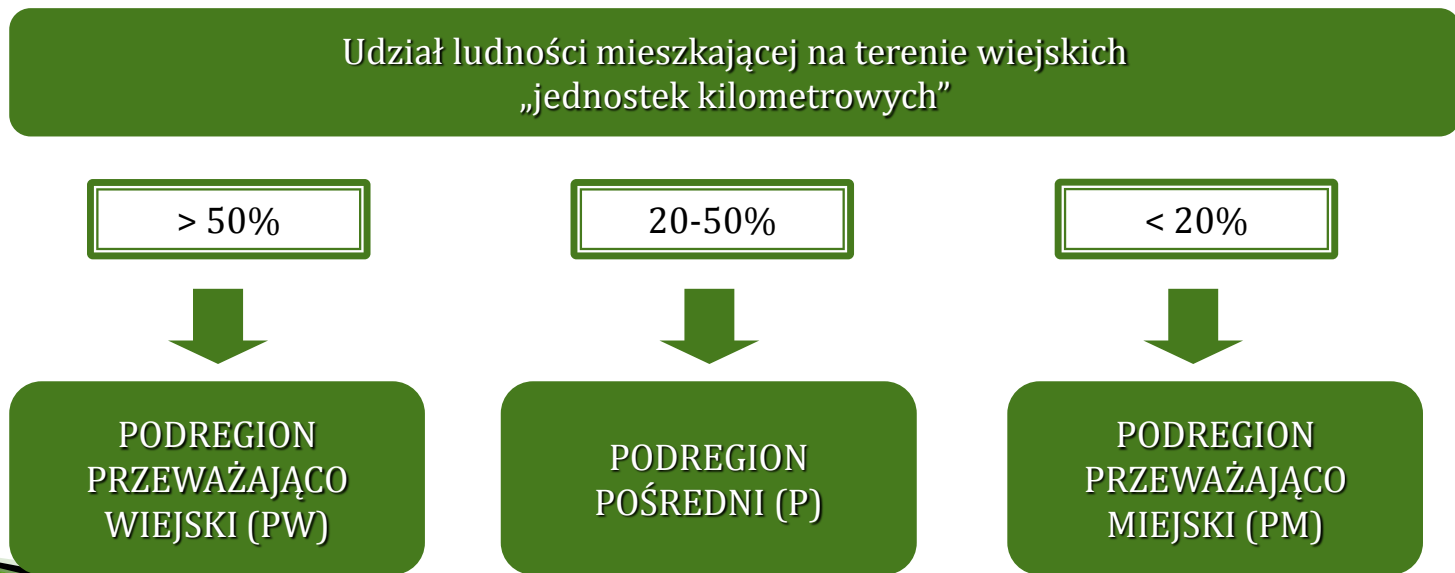 Udział ludności mieszkającej na terenie wiejskich
„jednostek kilometrowych”
> 50%
20-50%
< 20%
PODREGION
PRZEWAŻAJĄCO
WIEJSKI (PW)
PODREGION
POŚREDNI (P)
PODREGION
PRZEWAŻAJĄCO
MIEJSKI (PM)